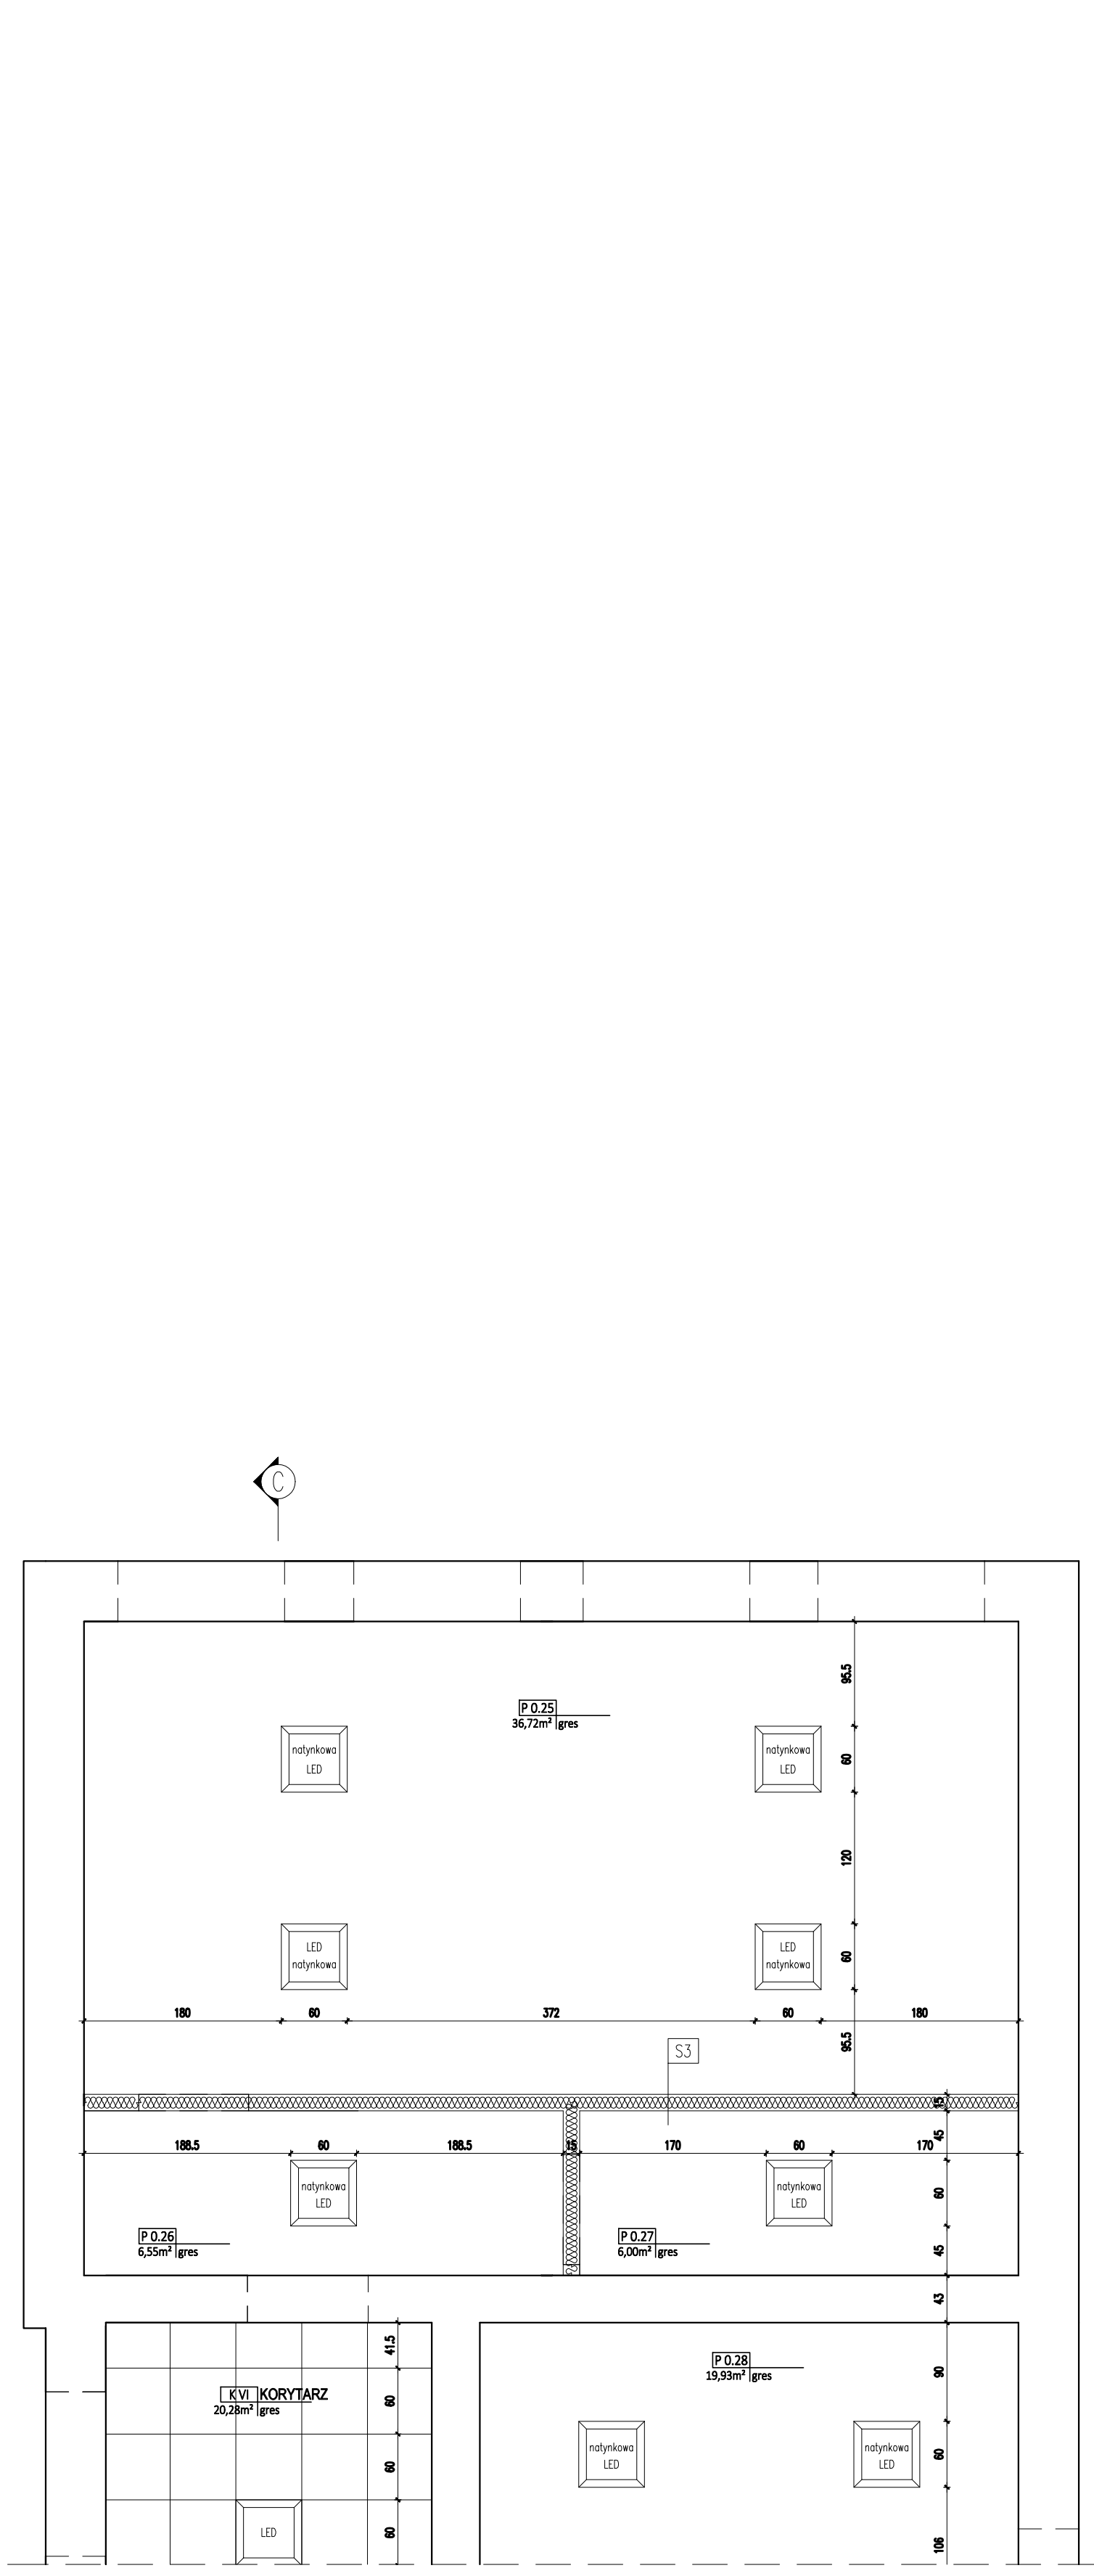 C
95.5
P 0.25
36,72m² gres
natynkowa
LED
natynkowa
LED
60
120
LED
natynkowa
LED
natynkowa
60
180
60
372
60
180
95.5
S3
15
45
188.5
60
188.5
15
170
60
170
natynkowa
LED
natynkowa
LED
60
P 0.26
6,55m² gres
P 0.27
6,00m² gres
45
43
41.5
P 0.28
19,93m² gres
90
K VI KORYTARZ
20,28m² gres
60
natynkowa
LED
natynkowa
LED
60
60
LED
60
106